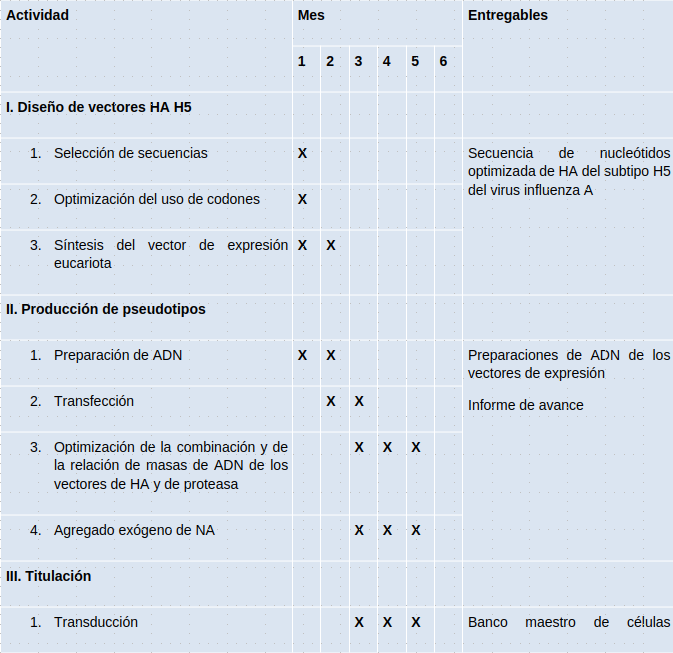 Actividad Mes Entregables
1 2 3 4 5 6
I. Diseño de vectores HA H5
1. Selección de secuencias X Secuencia de nucleótidos
optimizada de HA del subtipo H5
del virus influenza A
2. Optimización del uso de codones X
3. Síntesis del vector de expresión X X
eucariota
II. Producción de pseudotipos
1. Preparación de ADN X X Preparaciones de ADN de los
vectores de expresión
2. Transfección X X Informe de avance
3. Optimización de la combinación y de X X X
la relación de masas de ADN de los
vectores de HA y de proteasa
4. Agregado exógeno de NA X X X
III. Titulación
1. Transducción X X X Banco maestro de células